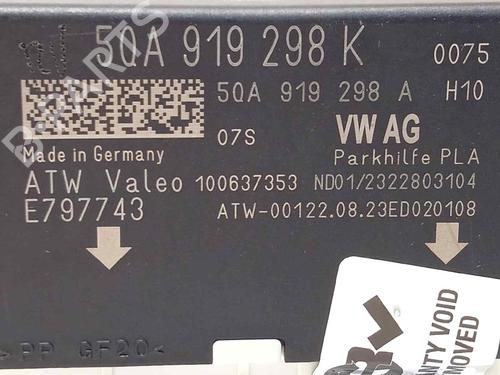 5QA 919 298 K 0075
5QA 919 298 A H10
07S VW AG
Made in Germany Parkhilfe PLA
ATW Valeo 100637353 ND01/2322803104
E797743 ATW-00122.08.23ED020108
>PP GF20<
VOID
MOVED